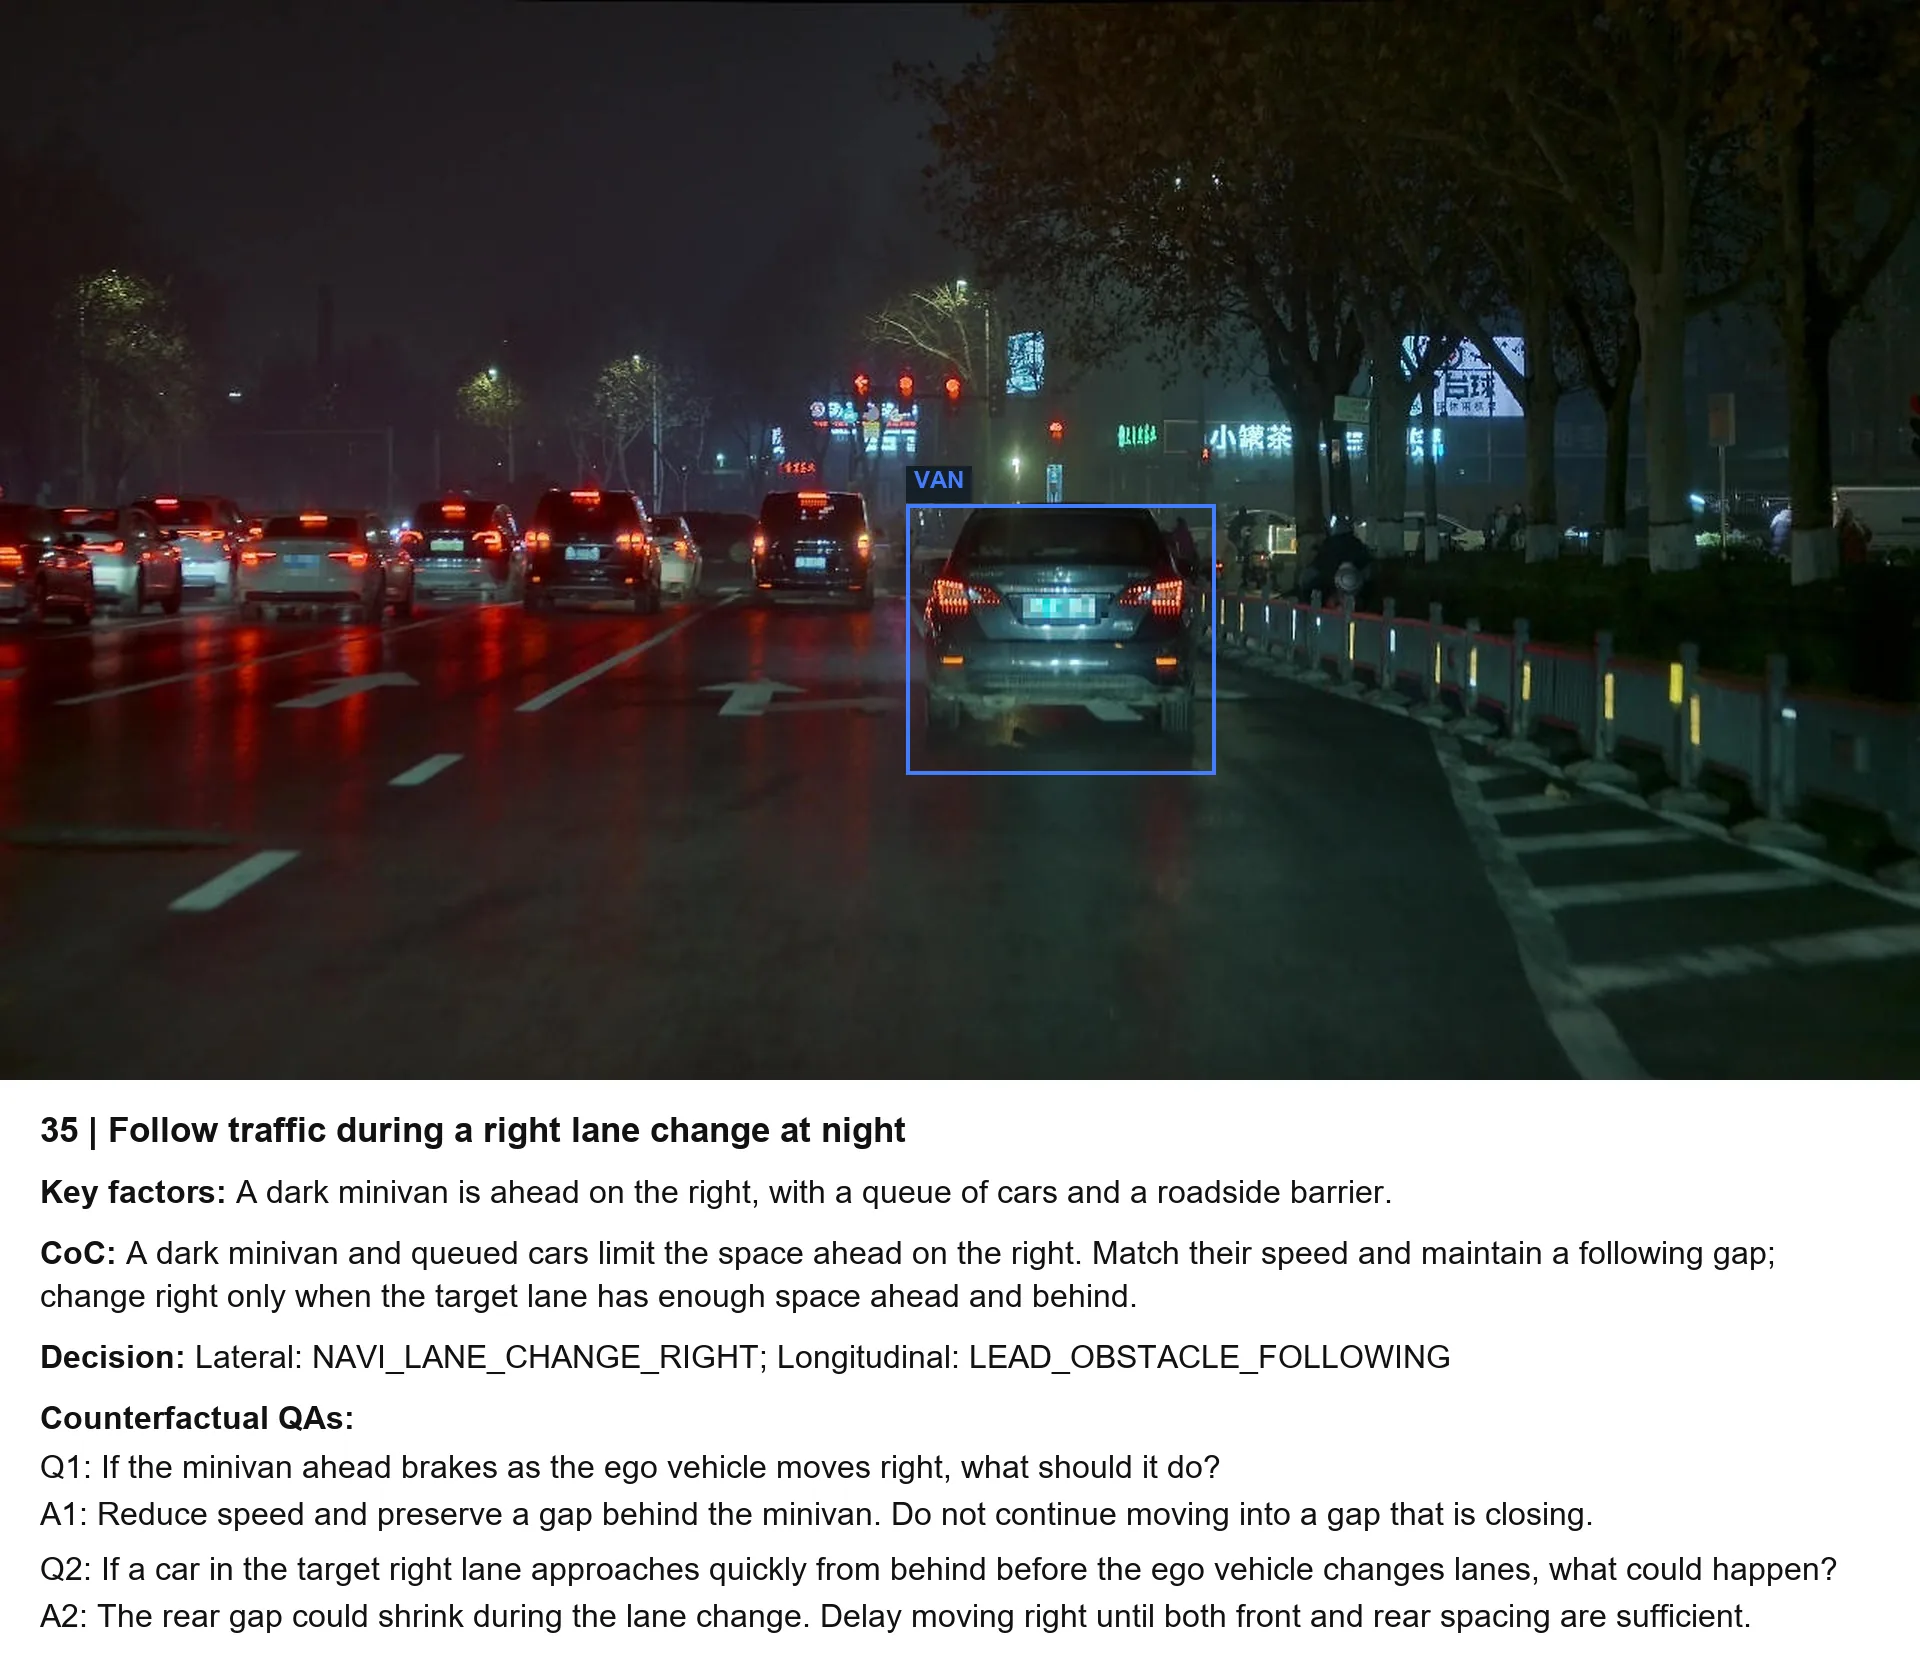 台球
小罐茶
VAN
35 | Follow traffic during a right lane change at night
Key factors: A dark minivan is ahead on the right, with a queue of cars and a roadside barrier.
CoC: A dark minivan and queued cars limit the space ahead on the right. Match their speed and maintain a following gap;
change right only when the target lane has enough space ahead and behind.
Decision: Lateral: NAVI_LANE_CHANGE_RIGHT; Longitudinal: LEAD_OBSTACLE_FOLLOWING
Counterfactual QAs:
Q1: If the minivan ahead brakes as the ego vehicle moves right, what should it do?
A1: Reduce speed and preserve a gap behind the minivan. Do not continue moving into a gap that is closing.
Q2: If a car in the target right lane approaches quickly from behind before the ego vehicle changes lanes, what could happen?
A2: The rear gap could shrink during the lane change. Delay moving right until both front and rear spacing are sufficient.